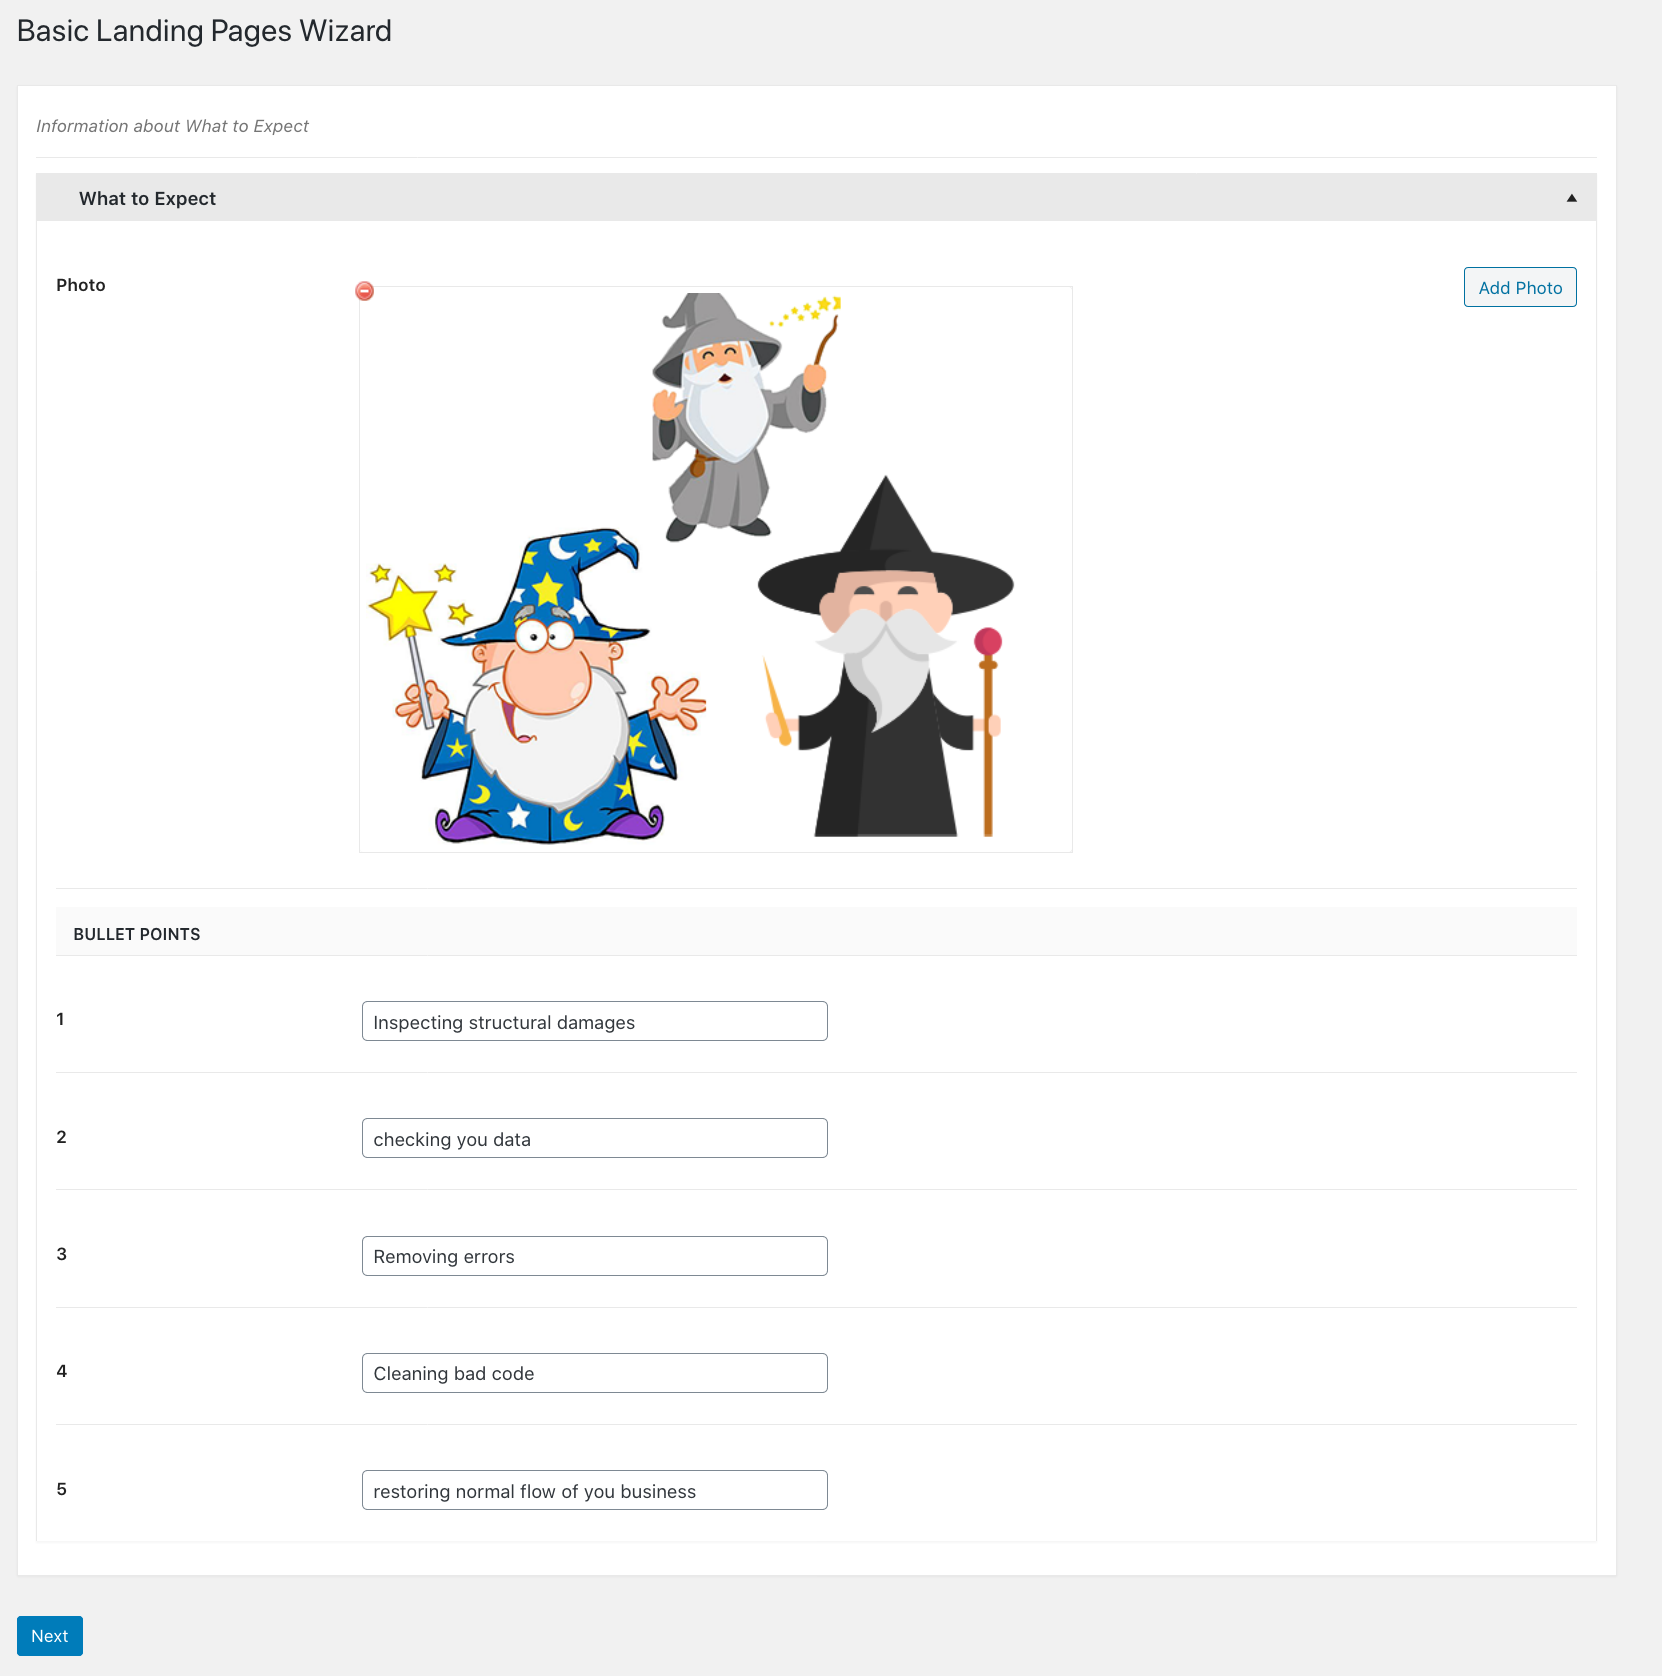 Basic Landing Pages Wizard
Information about What to Expect
What to Expect
Photo
Add Photo
BULLET POINTS
1
Inspecting structural damages
2
checking you data
3
Removing errors
4
Cleaning bad code
5
restoring normal flow of you business
Next